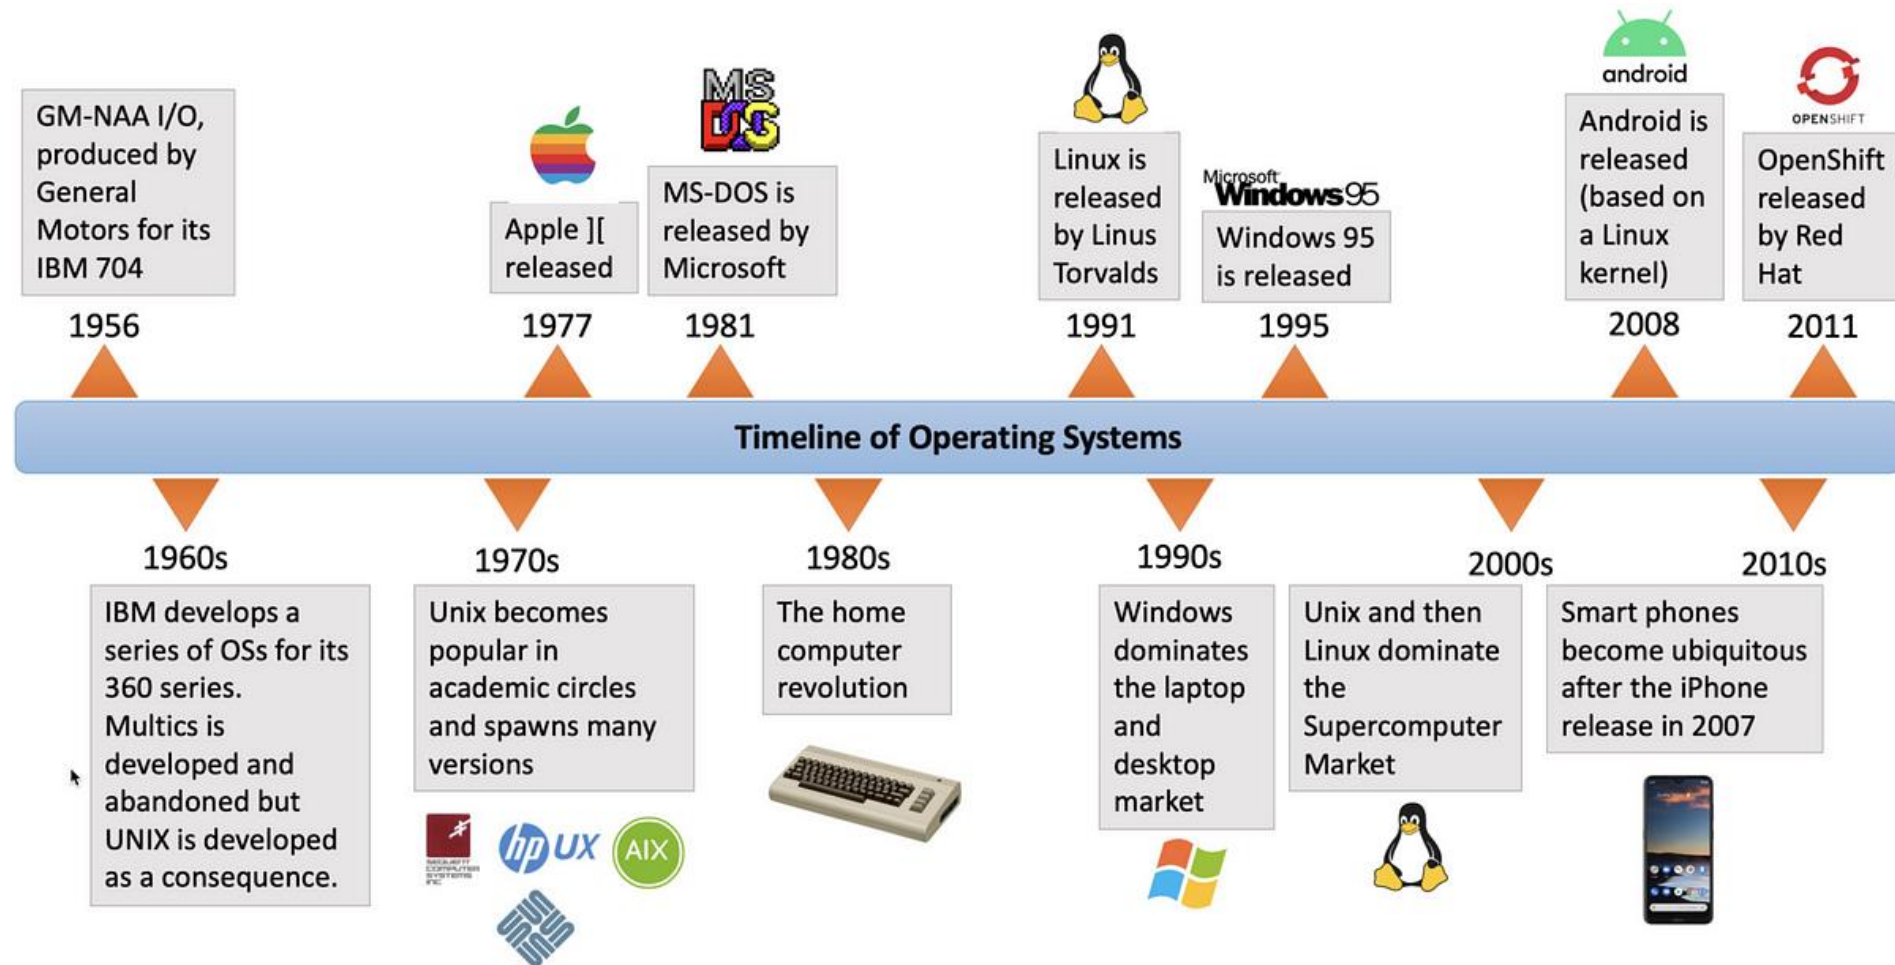 GM-NAA I/O,
produced by
General
Motors for its
IBM 704
1956
Apple ][
released
1977
MS
DOS
MS-DOS is
released by
Microsoft
1981
Linux is
released
by Linus
Torvalds
1991
Microsoft
Windows 95
Windows 95
is released
1995
android
Android is
released
(based on
a Linux
kernel)
2008
OPENSHIFT
OpenShift
released
by Red
Hat
2011
Timeline of Operating Systems
1960s
IBM develops a
series of OSs for its
360 series.
Multics is
developed and
abandoned but
UNIX is developed
as a consequence.
1970s
Unix becomes
popular in
academic circles
and spawns many
versions
SEQUENT
COMPUTER
SYSTEMS
INC
hp UX
AIX
1980s
The home
computer
revolution
1990s
Windows
dominates
the laptop
and
desktop
market
2000s
Unix and then
Linux dominate
the
Supercomputer
Market
2010s
Smart phones
become ubiquitous
after the iPhone
release in 2007